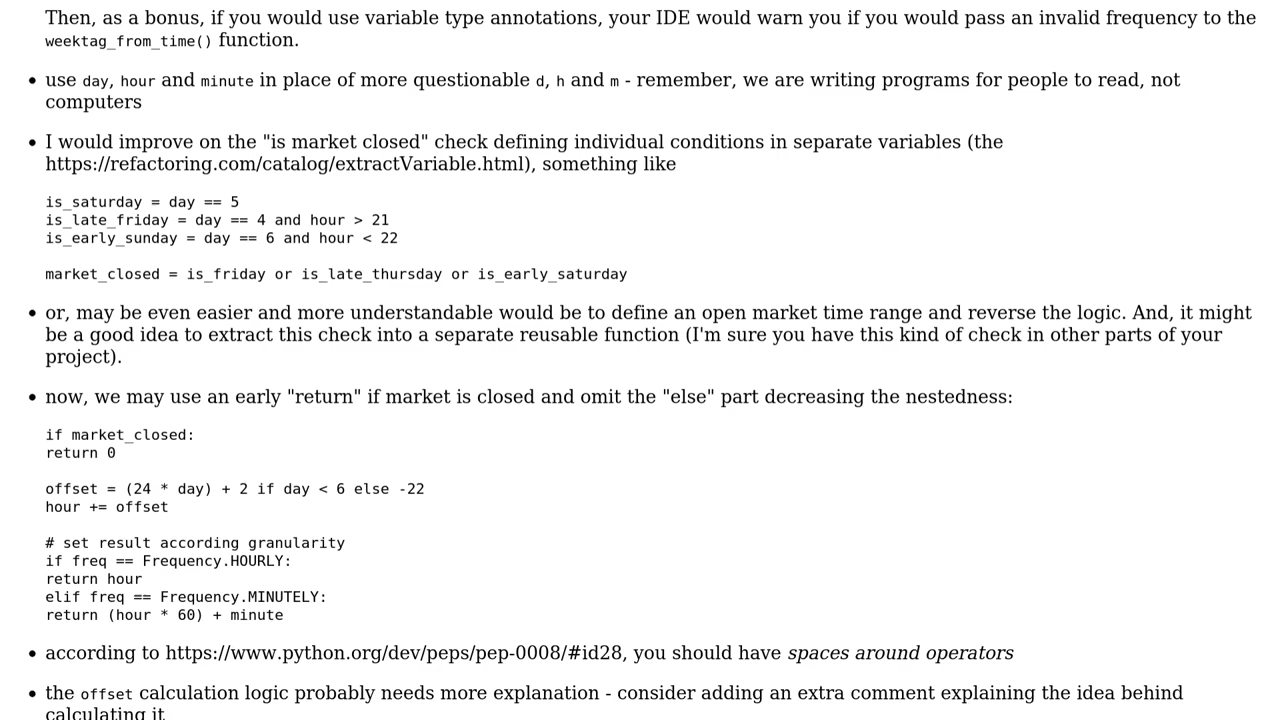 Then, as a bonus, if you would use variable type annotations, your IDE would warn you if you would pass an invalid frequency to the
weektag_from_time() function.
• use day, hour and minute in place of more questionable d, h and m - remember, we are writing programs for people to read, not
computers
• I would improve on the "is market closed" check defining individual conditions in separate variables (the
https://refactoring.com/catalog/extractVariable.html), something like
is_saturday = day == 5
is_late_friday = day == 4 and hour > 21
is_early_sunday = day == 6 and hour < 22
market_closed = is_friday or is_late_thursday or is_early_saturday
• or, may be even easier and more understandable would be to define an open market time range and reverse the logic. And, it might
be a good idea to extract this check into a separate reusable function (I'm sure you have this kind of check in other parts of your
project).
• now, we may use an early "return" if market is closed and omit the "else" part decreasing the nestedness:
if market_closed:
return 0
offset = (24 * day) + 2 if day < 6 else -22
hour += offset
# set result according granularity
if freq == Frequency.HOURLY:
return hour
elif freq == Frequency.MINUTELY:
return (hour * 60) + minute
• according to https://www.python.org/dev/peps/pep-0008/#id28, you should have spaces around operators
• the offset calculation logic probably needs more explanation - consider adding an extra comment explaining the idea behind
calculating it